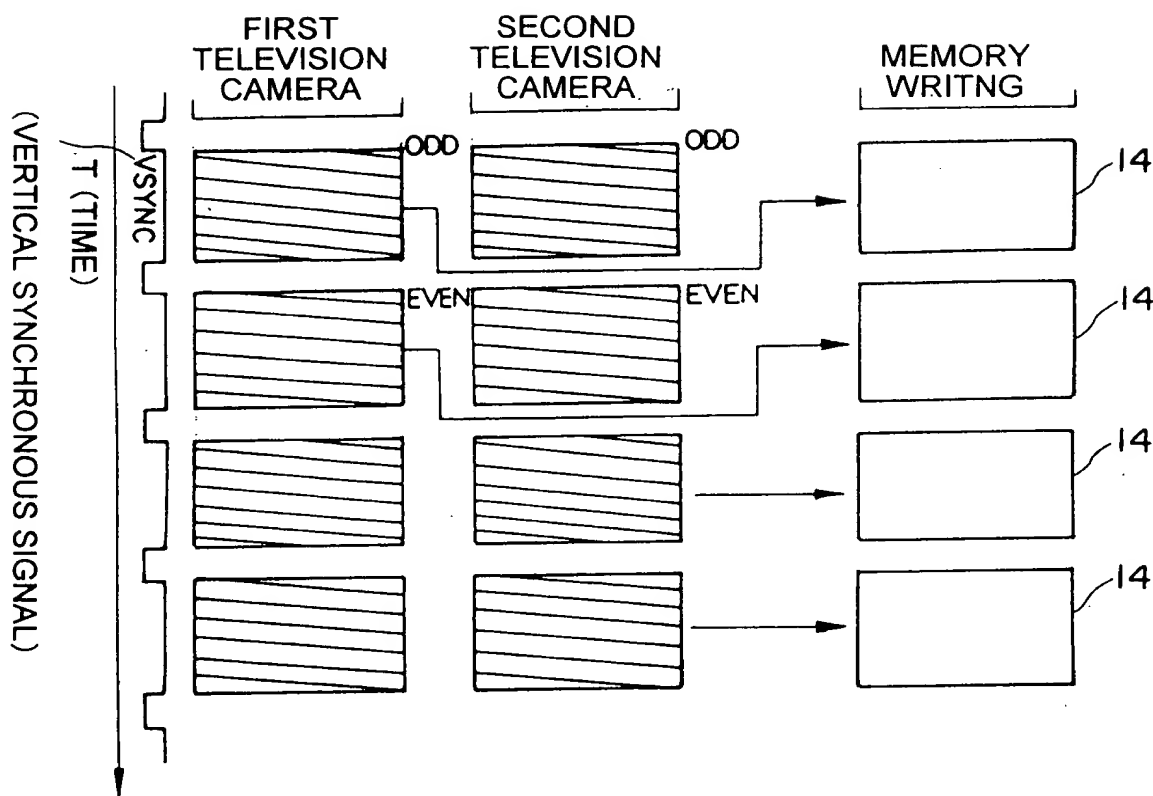 FIRST
TELEVISION
CAMERA
SECOND
TELEVISION
CAMERA
MEMORY
WRITNG
(VERTICAL SYNCHRONOUS SIGNAL)
T (TIME)
VSYNC
ODD
ODD
14
EVEN
EVEN
14
14
14